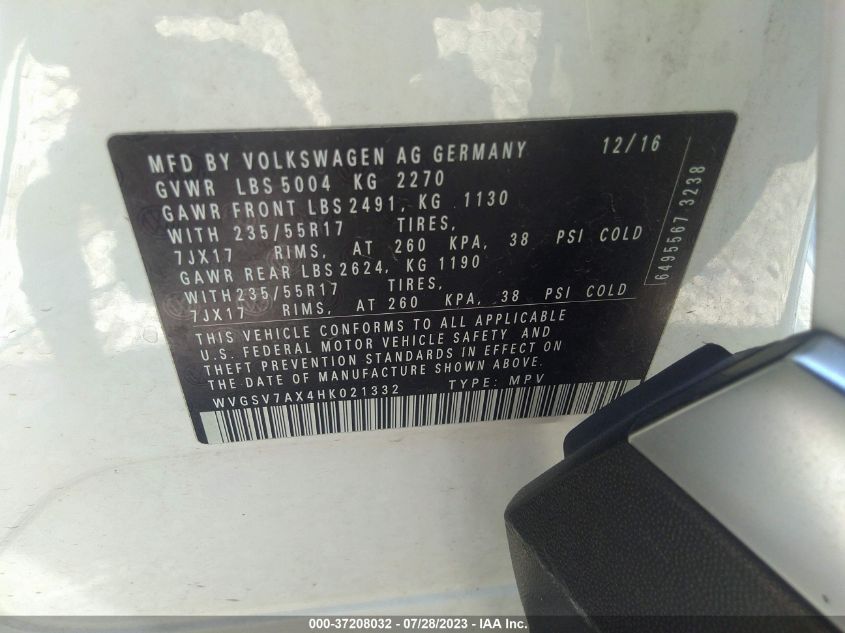 MFD BY VOLKSWAGEN AG GERMANY 12/16
GVWR LBS 5004 KG 2270
GAWR FRONT LBS 2491, KG 1130
WITH 235/55R17 TIRES,
7JX17 RIMS, AT 260 KPA, 38 PSI COLD
GAWR REAR LBS 2624, KG 1190
WITH 235/55R17 TIRES,
7JX17 RIMS, AT 260 KPA, 38 PSI COLD
THIS VEHICLE CONFORMS TO ALL APPLICABLE
U.S. FEDERAL MOTOR VEHICLE SAFETY AND
THEFT PREVENTION STANDARDS IN EFFECT ON
THE DATE OF MANUFACTURE SHOWN ABOVE.
WVGSV7AX4HK021332 TYPE: MPV
6495567 3238
000-37208032 - 07/28/2023 - IAA Inc.